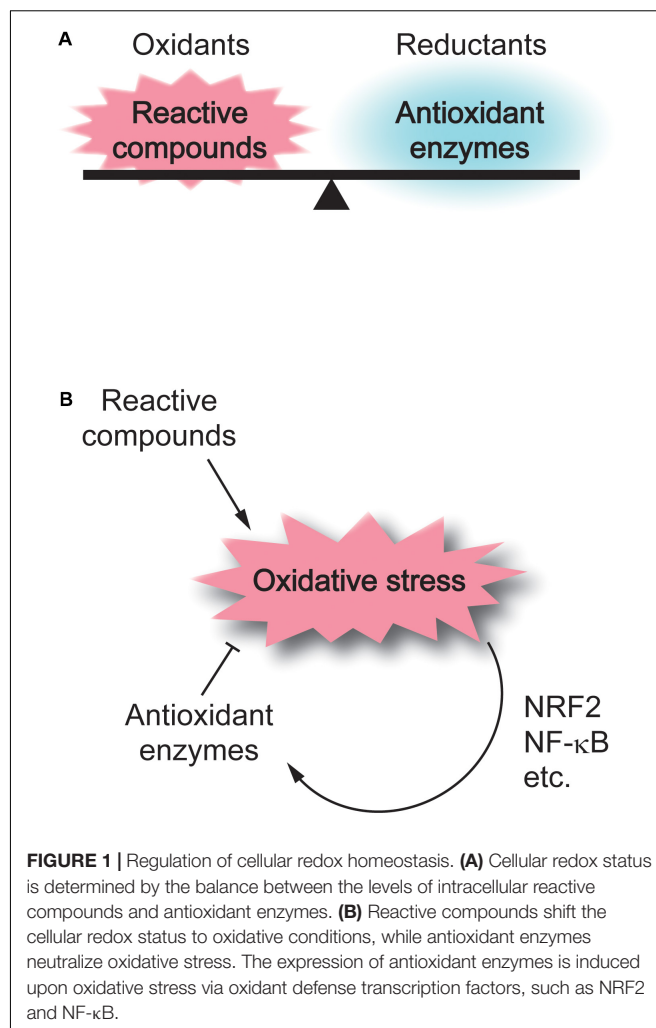 A
Oxidants
Reductants
Reactive
compounds
Antioxidant
enzymes
B
Reactive
compounds
Oxidative stress
Antioxidant
enzymes
NRF2
NF-κB
etc.
FIGURE 1 | Regulation of cellular redox homeostasis. (A) Cellular redox status
is determined by the balance between the levels of intracellular reactive
compounds and antioxidant enzymes. (B) Reactive compounds shift the
cellular redox status to oxidative conditions, while antioxidant enzymes
neutralize oxidative stress. The expression of antioxidant enzymes is induced
upon oxidative stress via oxidant defense transcription factors, such as NRF2
and NF-κB.